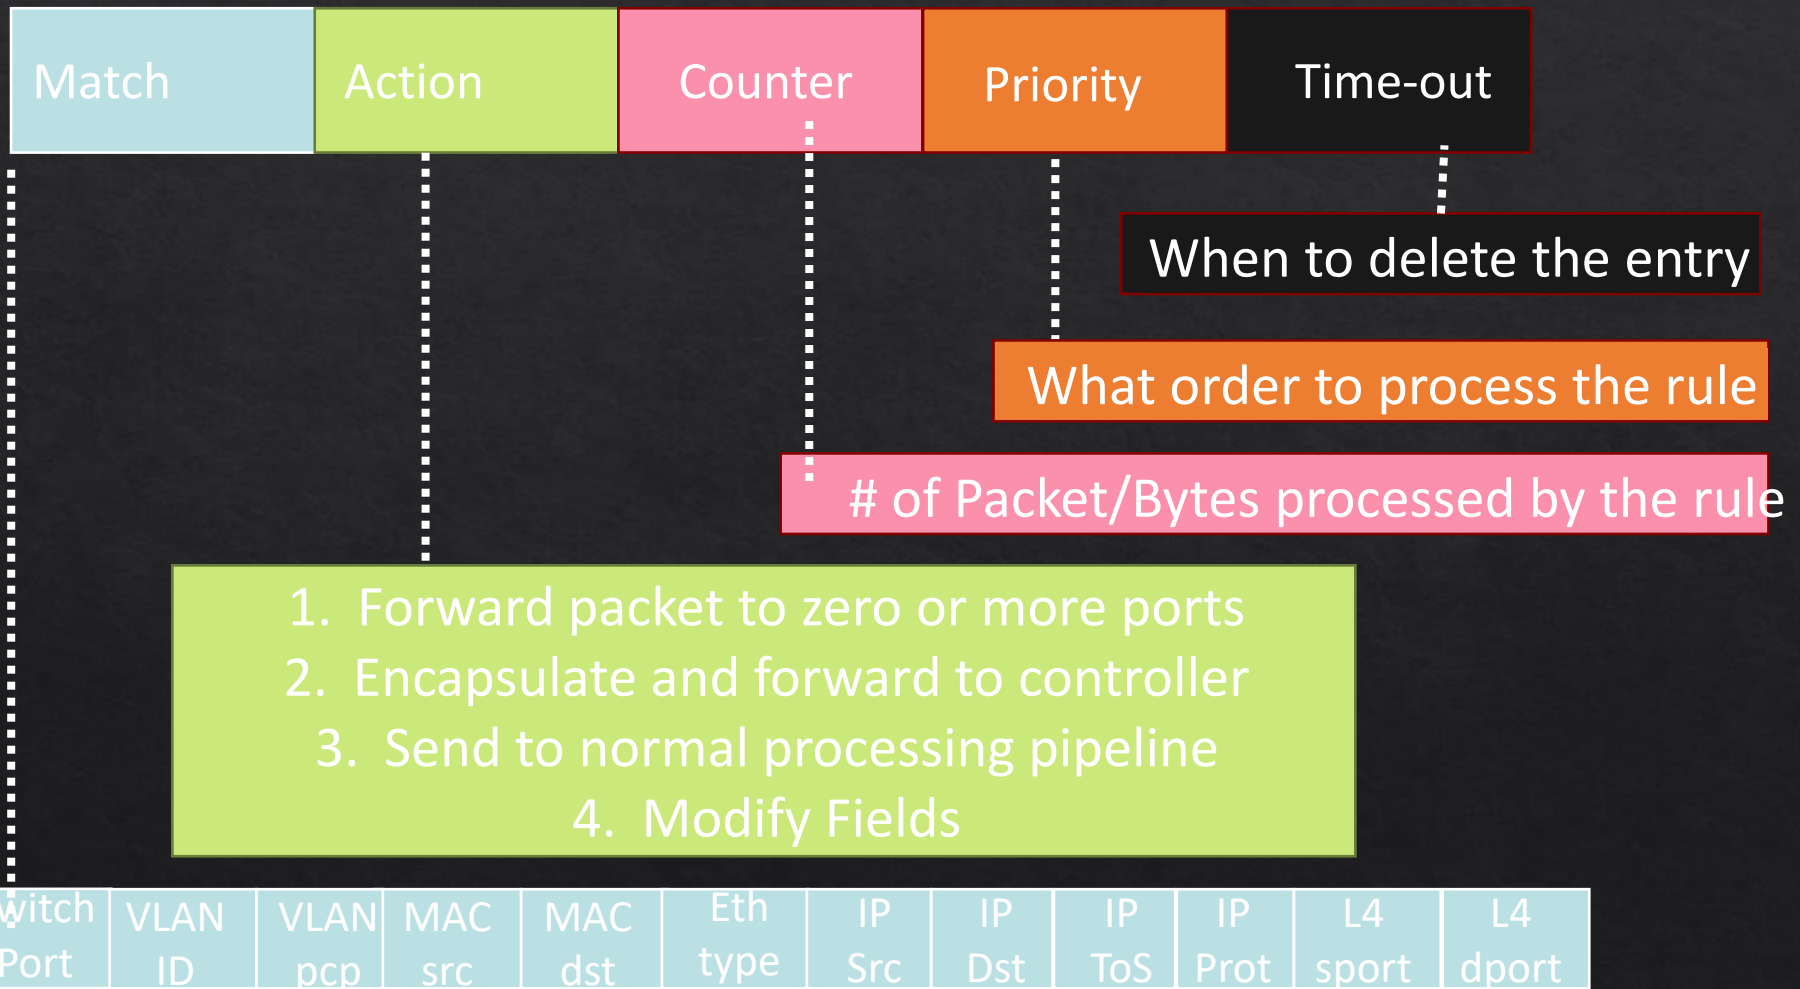 Match Action Counter Priority Time-out
When to delete the entry
What order to process the rule
# of Packet/Bytes processed by the rule
1. Forward packet to zero or more ports
2. Encapsulate and forward to controller
3. Send to normal processing pipeline
4. Modify Fields
witch Port
VLAN ID
VLAN pcp
MAC src
MAC dst
Eth type
IP Src
IP Dst
IP ToS
IP Prot
L4 sport
L4 dport